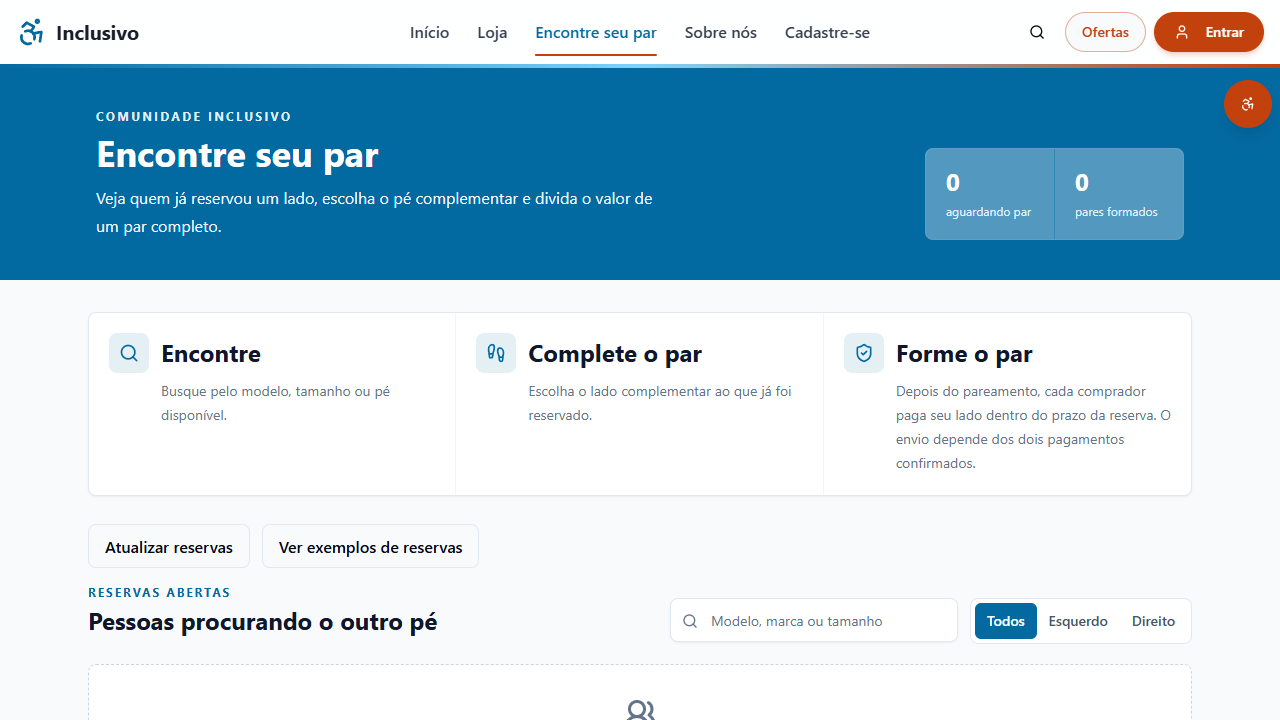 Inclusivo
Início
Loja
Encontre seu par
Sobre nós
Cadastre-se
Ofertas
Entrar
COMUNIDADE INCLUSIVO
Encontre seu par
Veja quem já reservou um lado, escolha o pé complementar e divida o valor de
um par completo.
0
aguardando par
0
pares formados
Encontre
Busque pelo modelo, tamanho ou pé
disponível.
Complete o par
Escolha o lado complementar ao que já foi
reservado.
Forme o par
Depois do pareamento, cada comprador
paga seu lado dentro do prazo da reserva. O
envio depende dos dois pagamentos
confirmados.
Atualizar reservas
Ver exemplos de reservas
RESERVAS ABERTAS
Pessoas procurando o outro pé
Modelo, marca ou tamanho
Todos
Esquerdo
Direito